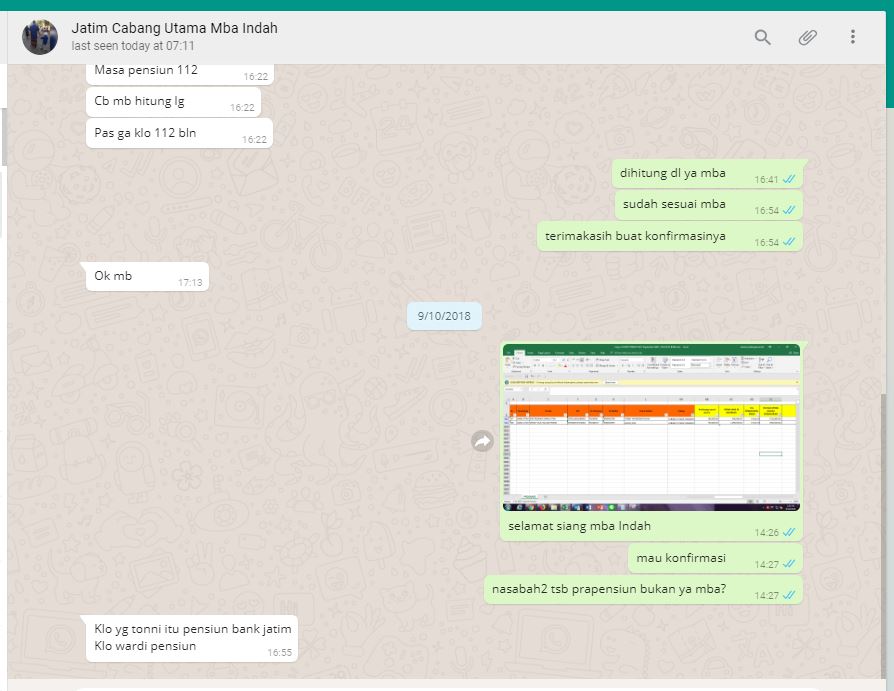 Jatim Cabang Utama Mba Indah
last seen today at 07:11
Masa pensiun 112
16:22
Cb mb hitung lg
16:22
Pas ga klo 112 bln
16:22
dihitung dl ya mba
16:41
sudah sesuai mba
16:54
terimakasih buat konfirmasinya
16:54
Ok mb
17:13
9/10/2018
selamat siang mba Indah
14:26
mau konfirmasi
14:27
nasabah2 tsb prapensiun bukan ya mba?
14:27
Klo yg tonni itu pensiun bank jatim
Klo wardi pensiun
16:55